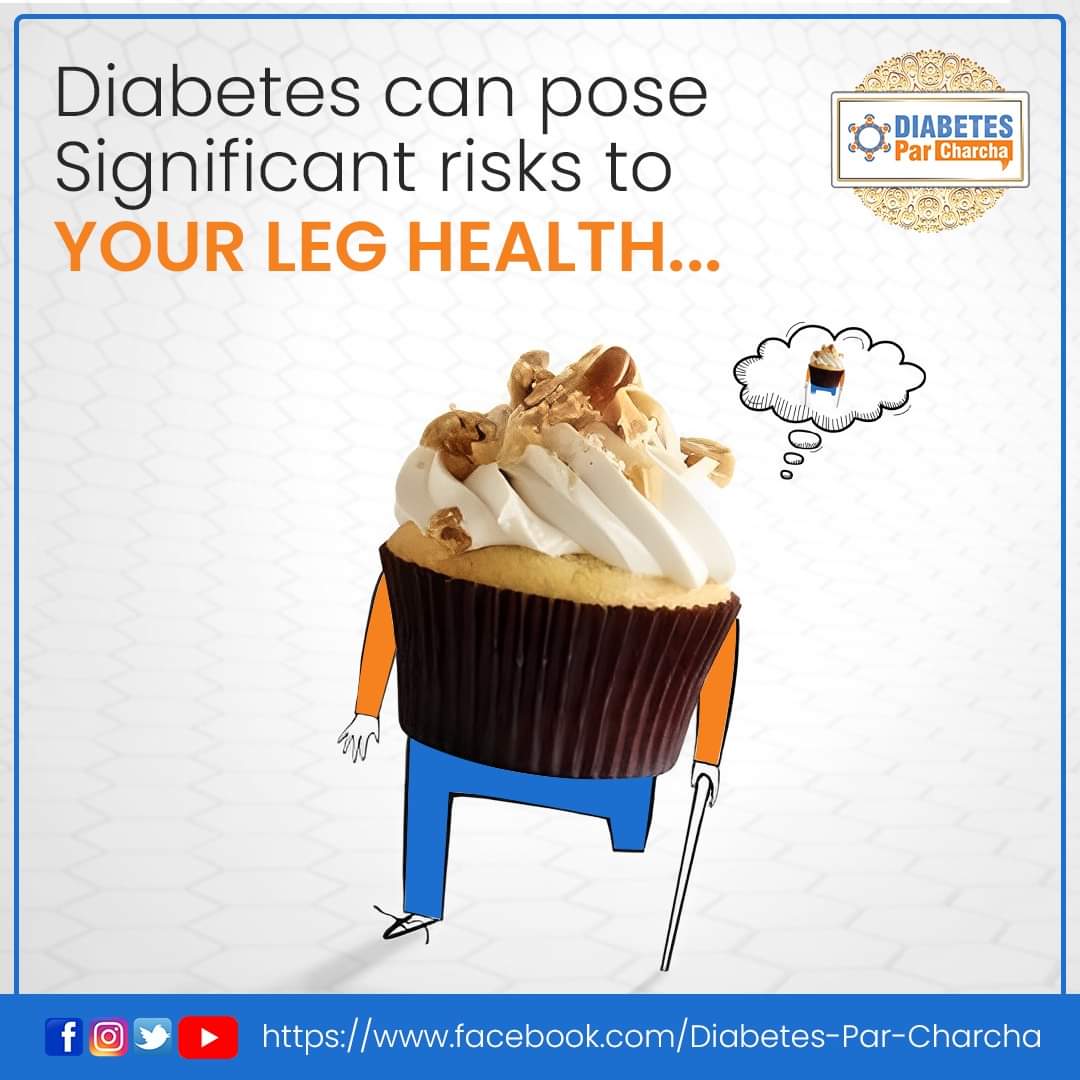 Diabetes can pose
Significant risks to
YOUR LEG HEALTH...
DIABETES
Par Charcha
https://www.facebook.com/Diabetes-Par-Charcha